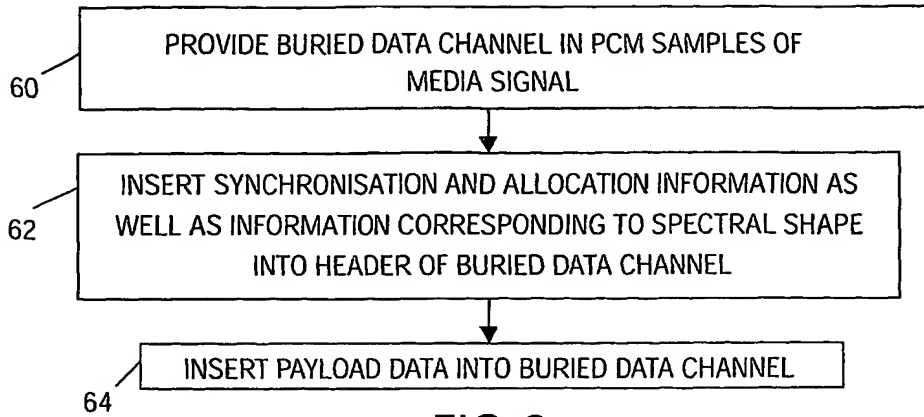 60
PROVIDE BURIED DATA CHANNEL IN PCM SAMPLES OF
MEDIA SIGNAL
62
INSERT SYNCHRONISATION AND ALLOCATION INFORMATION AS
WELL AS INFORMATION CORRESPONDING TO SPECTRAL SHAPE
INTO HEADER OF BURIED DATA CHANNEL
64
INSERT PAYLOAD DATA INTO BURIED DATA CHANNEL